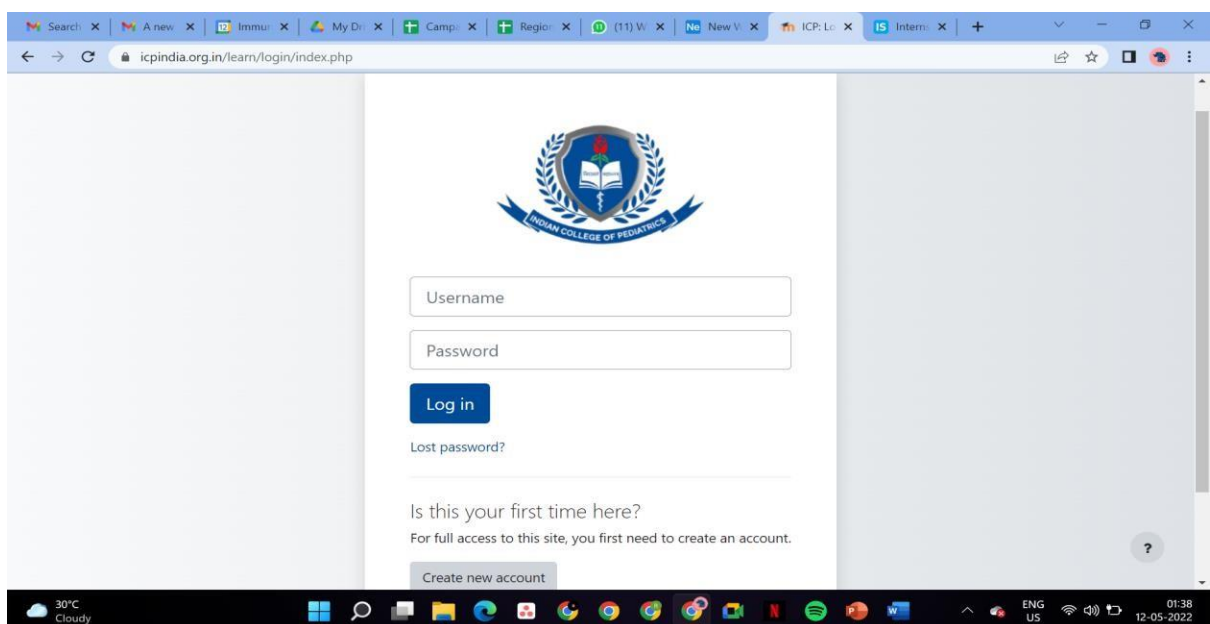 Search
A new
Immur
My Dri
Camp
Region
(11) W
New V
ICP: Lo
Intern
icpindia.org.in/learn/login/index.php
INDIAN COLLEGE OF PEDIATRICS
Username
Password
Log in
Lost password?
Is this your first time here?
For full access to this site, you first need to create an account.
Create new account
?
30°C
Cloudy
ENG
US
01:38
12-05-2022